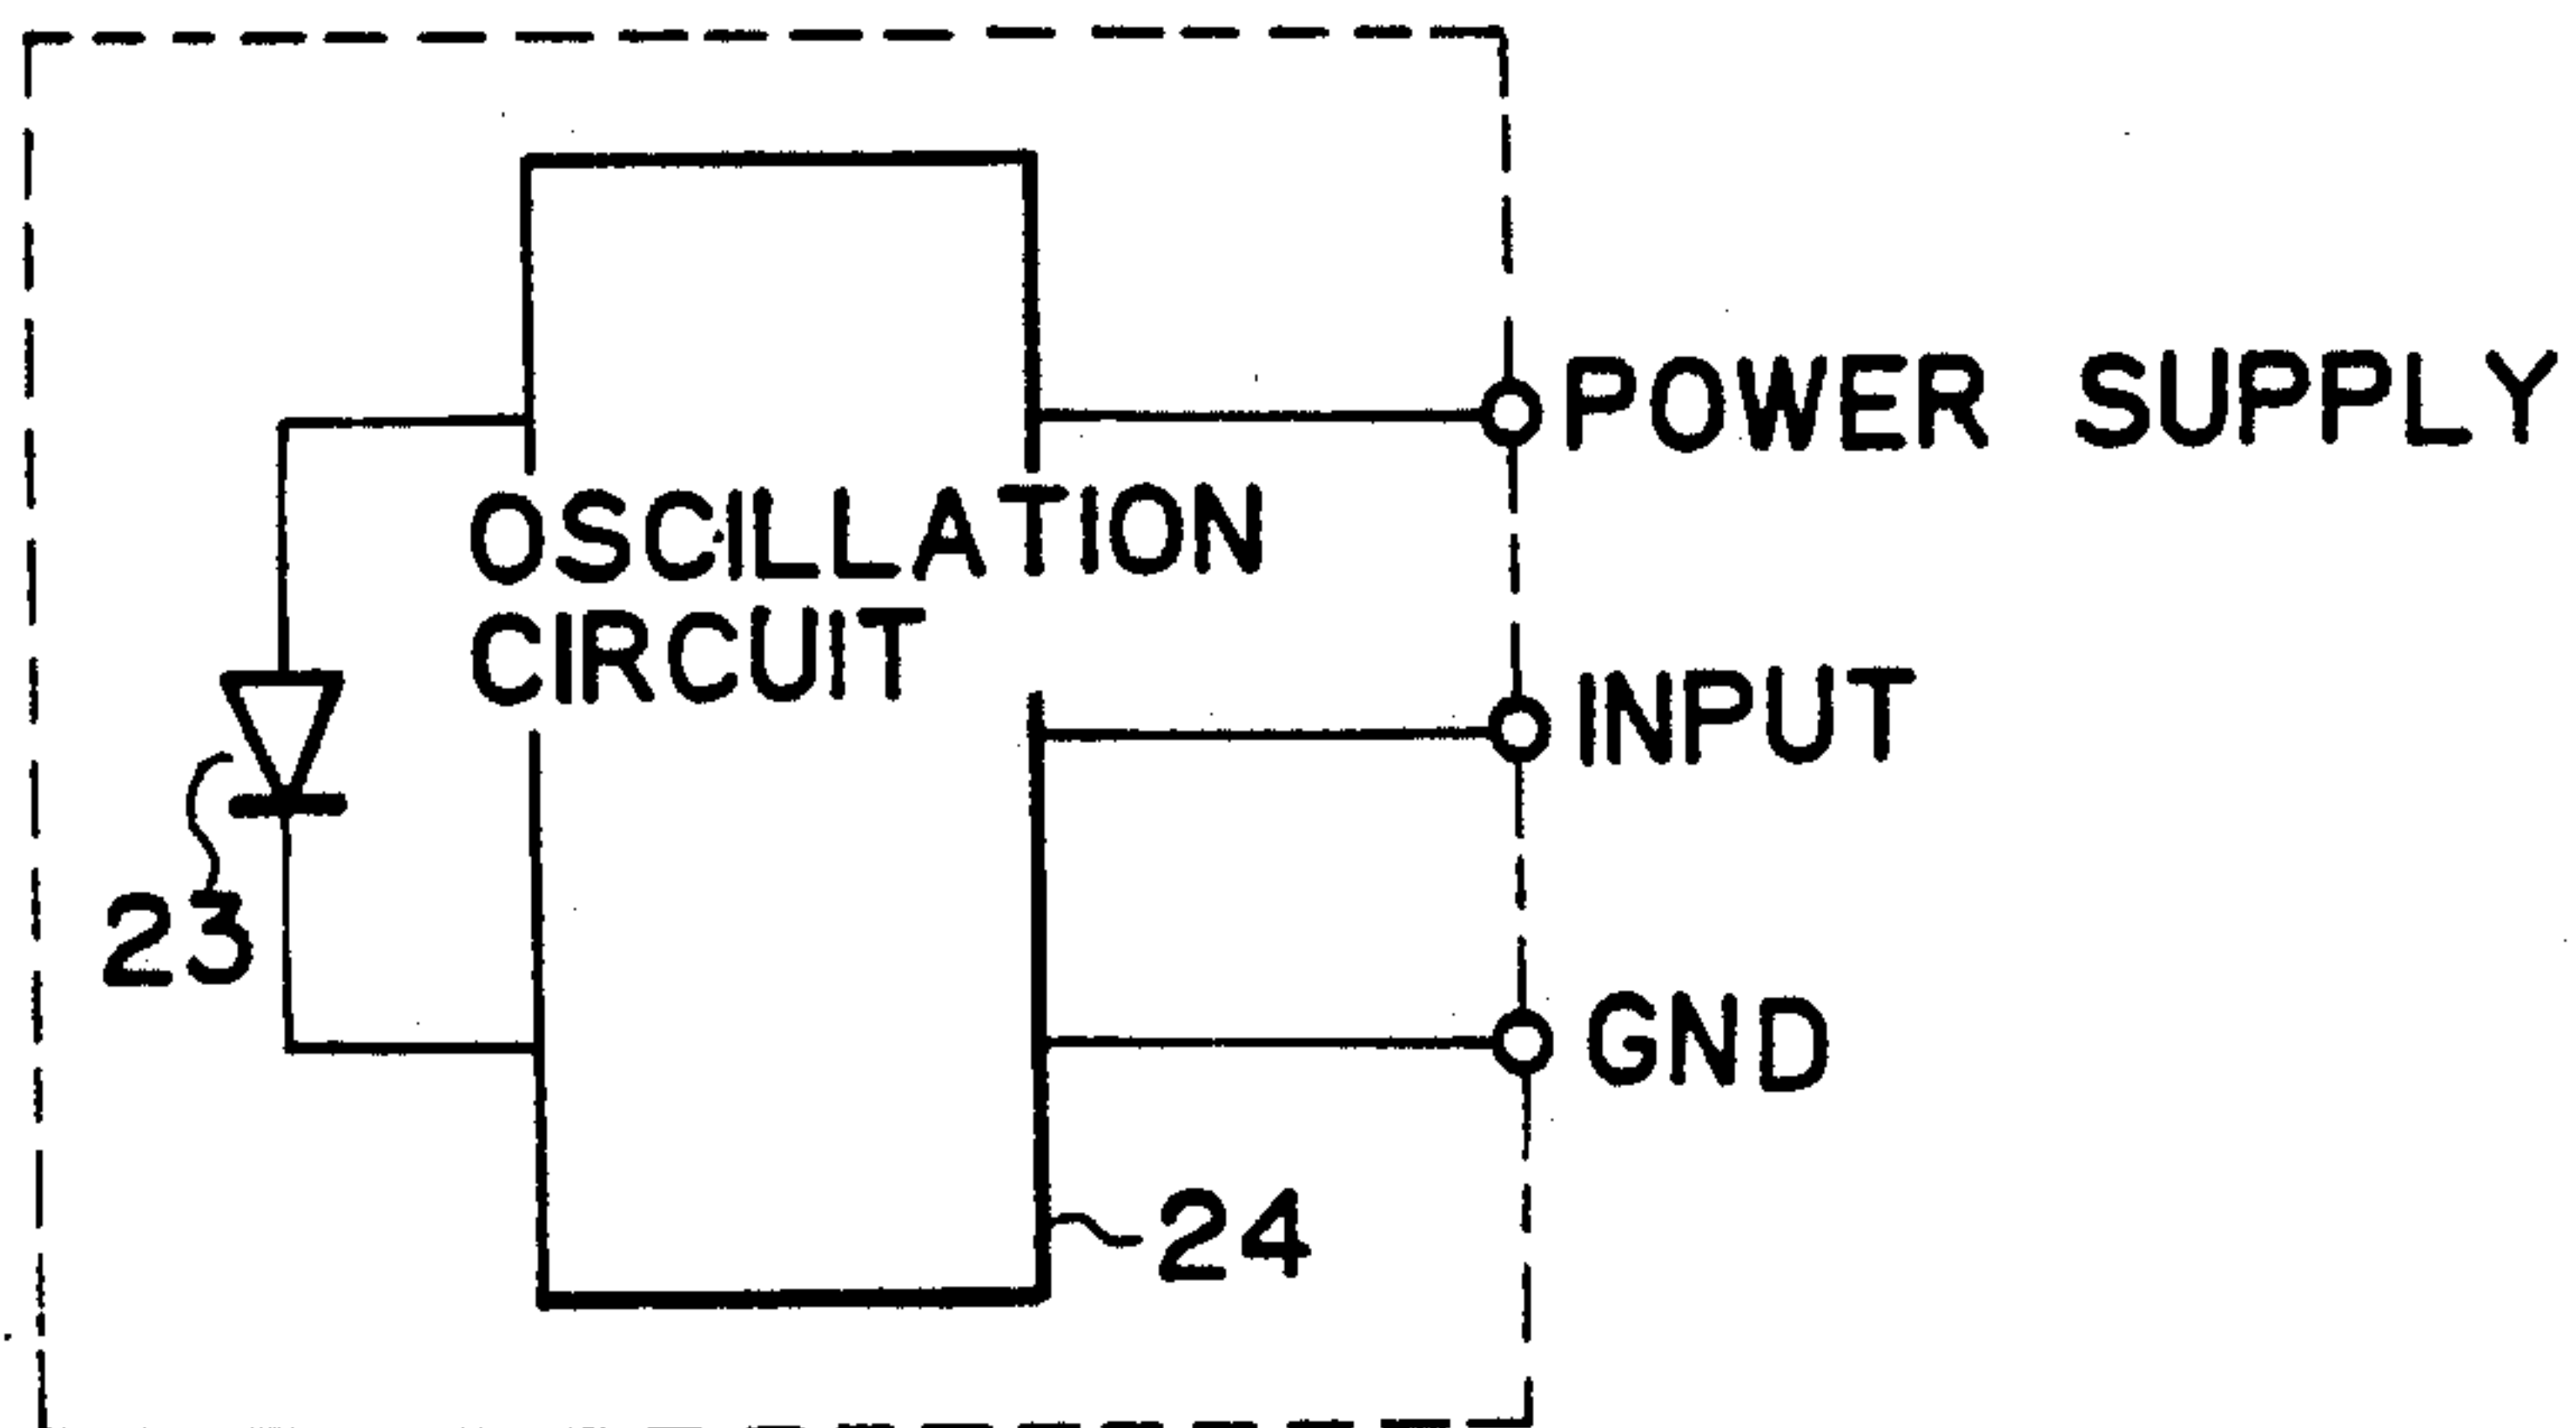 POWER SUPPLY
OSCILLATION
CIRCUIT
INPUT
23
GND
24